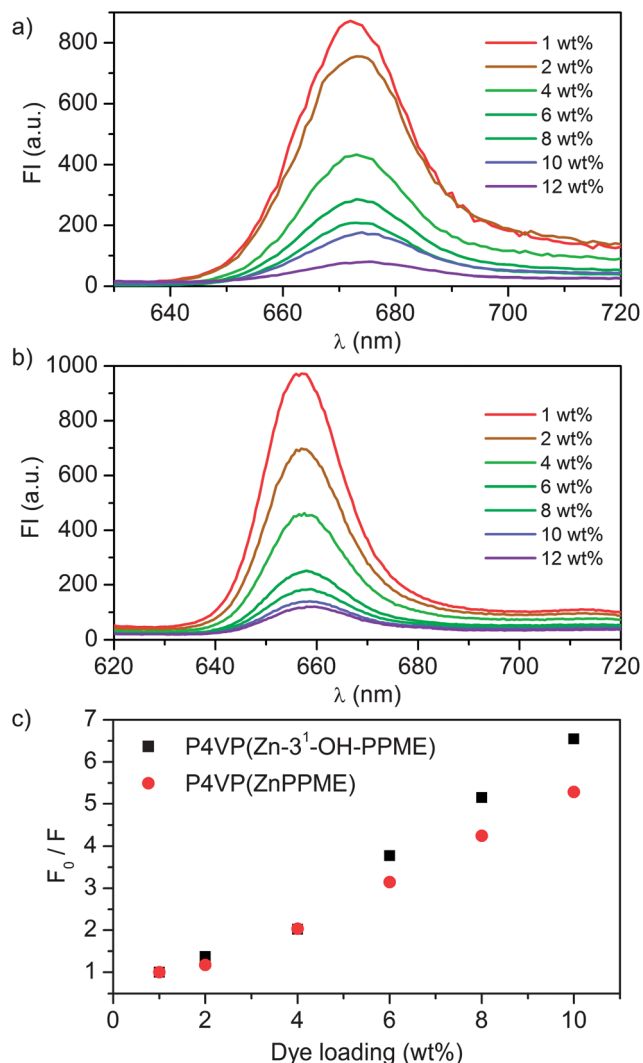 a)
800
600
400
200
0
FI (a.u.)
1 wt%
2 wt%
4 wt%
6 wt%
8 wt%
10 wt%
12 wt%
640 660 680 700 720
λ (nm)
b)
1000
800
600
400
200
0
FI (a.u.)
1 wt%
2 wt%
4 wt%
6 wt%
8 wt%
10 wt%
12 wt%
620 640 660 680 700 720
λ (nm)
c)
7
6
5
4
3
2
1
F₀ / F
P4VP(Zn-3¹-OH-PPME)
P4VP(ZnPPME)
0 2 4 6 8 10
Dye loading (wt%)